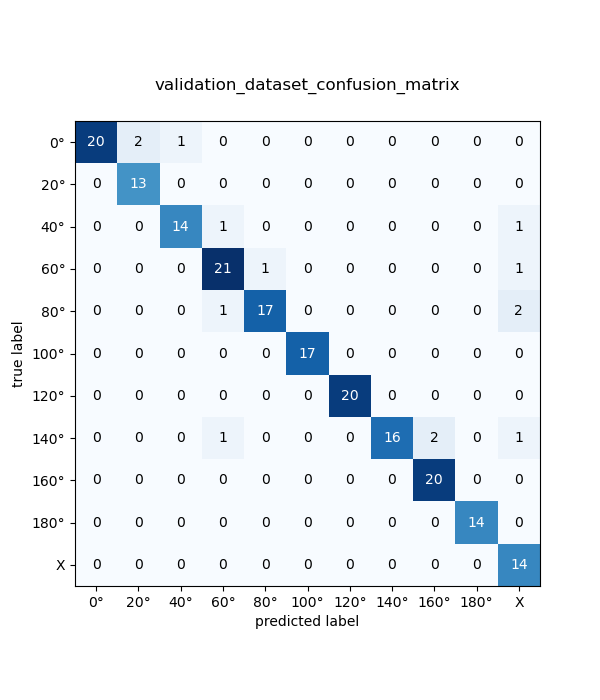 validation_dataset_confusion_matrix
0° 20 2 1 0 0 0 0 0 0 0 0
20° 0 13 0 0 0 0 0 0 0 0 0
40° 0 0 14 1 0 0 0 0 0 0 1
60° 0 0 0 21 1 0 0 0 0 0 1
80° 0 0 0 1 17 0 0 0 0 0 2
100° 0 0 0 0 0 17 0 0 0 0 0
120° 0 0 0 0 0 0 20 0 0 0 0
140° 0 0 0 1 0 0 0 16 2 0 1
160° 0 0 0 0 0 0 0 0 20 0 0
180° 0 0 0 0 0 0 0 0 0 14 0
X 0 0 0 0 0 0 0 0 0 0 14
0° 20° 40° 60° 80° 100° 120° 140° 160° 180° X
predicted label
true label